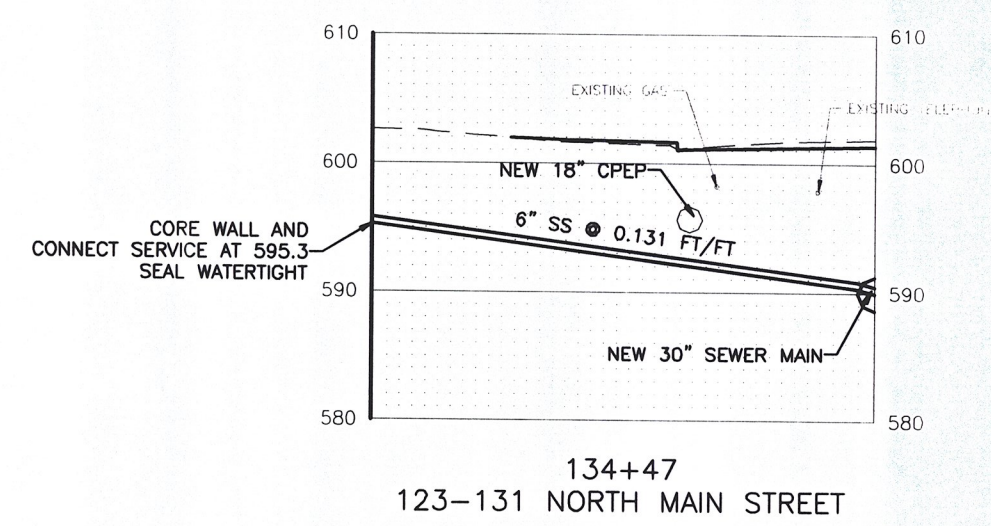 610
610
EXISTING GAS
EXISTING
600
600
NEW 18" CPEP
CORE WALL AND
CONNECT SERVICE AT 595.3
SEAL WATERTIGHT
6" SS @ 0.131 FT/FT
590
590
NEW 30" SEWER MAIN
580
580
134+47
123-131 NORTH MAIN STREET